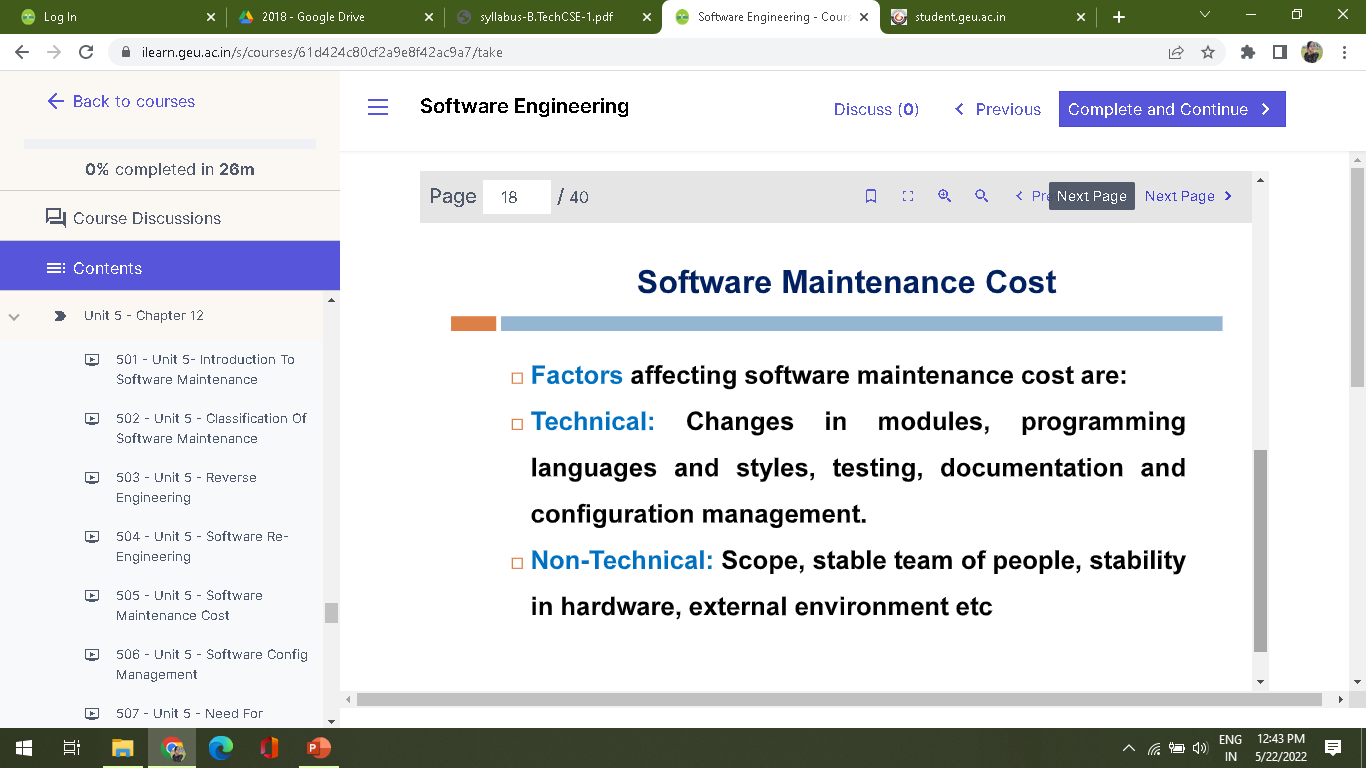 Log In
2018 - Google Drive
syllabus-B.TechCSE-1.pdf
Software Engineering - Cours
student.geu.ac.in
ilearn.geu.ac.in/s/courses/61d424c80cf2a9e8f42ac9a7/take
Back to courses
0% completed in 26m
Course Discussions
Contents
Unit 5 - Chapter 12
501 - Unit 5- Introduction To
Software Maintenance
502 - Unit 5 - Classification Of
Software Maintenance
503 - Unit 5 - Reverse
Engineering
504 - Unit 5 - Software Re-
Engineering
505 - Unit 5 - Software
Maintenance Cost
506 - Unit 5 - Software Config
Management
507 - Unit 5 - Need For
Software Engineering
Discuss (0)
Previous
Complete and Continue
Page 18 / 40
Pre
Next Page
Next Page
Software Maintenance Cost
Factors affecting software maintenance cost are:
Technical: Changes in modules, programming
languages and styles, testing, documentation and
configuration management.
Non-Technical: Scope, stable team of people, stability
in hardware, external environment etc
ENG
IN
12:43 PM
5/22/2022